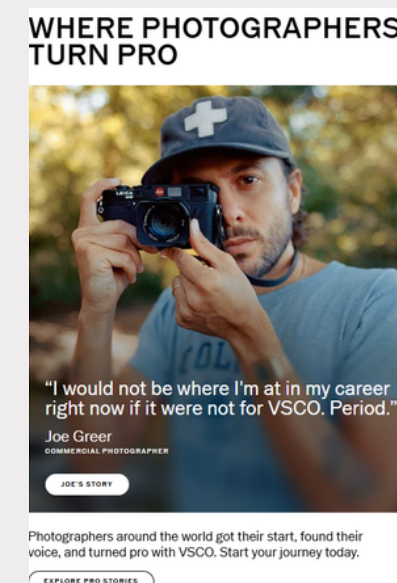 WHERE PHOTOGRAPHERS
TURN PRO
LEICA
“I would not be where I'm at in my career
right now if it were not for VSCO. Period.”
Joe Greer
COMMERCIAL PHOTOGRAPHER
JOE'S STORY
Photographers around the world got their start, found their
voice, and turned pro with VSCO. Start your journey today.
EXPLORE PRO STORIES